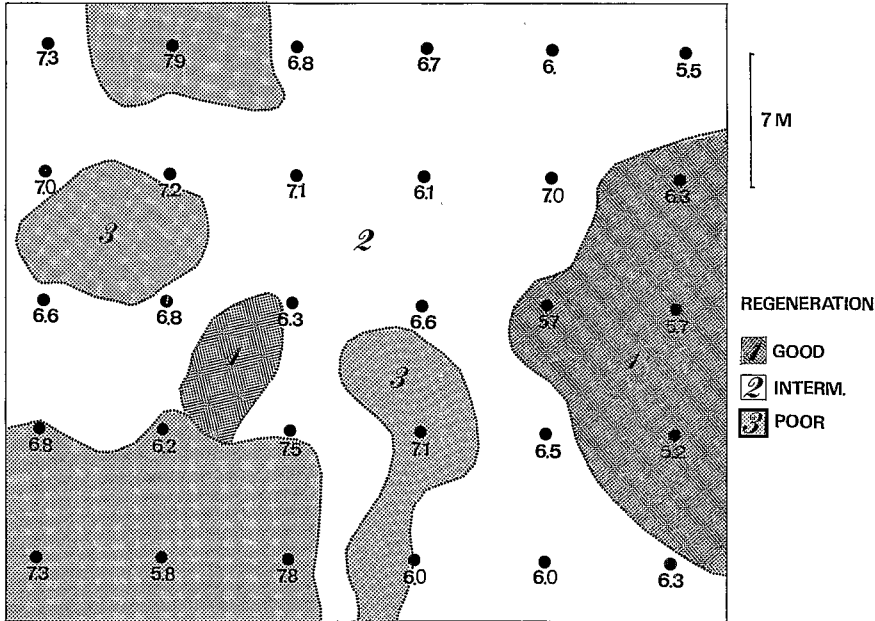 7.3 7.9 6.8 6.7 6. 5.5
7 M
7.0 7.2 7.1 6.1 7.0 6.3
3
2
6.6 6.8 6.3 6.6 5.7 5.7
REGENERATION
1 GOOD
1
3
1
2 INTERM.
3 POOR
6.8 6.2 7.5 7.1 6.5 5.2
7.3 5.8 7.8 6.0 6.0 6.3